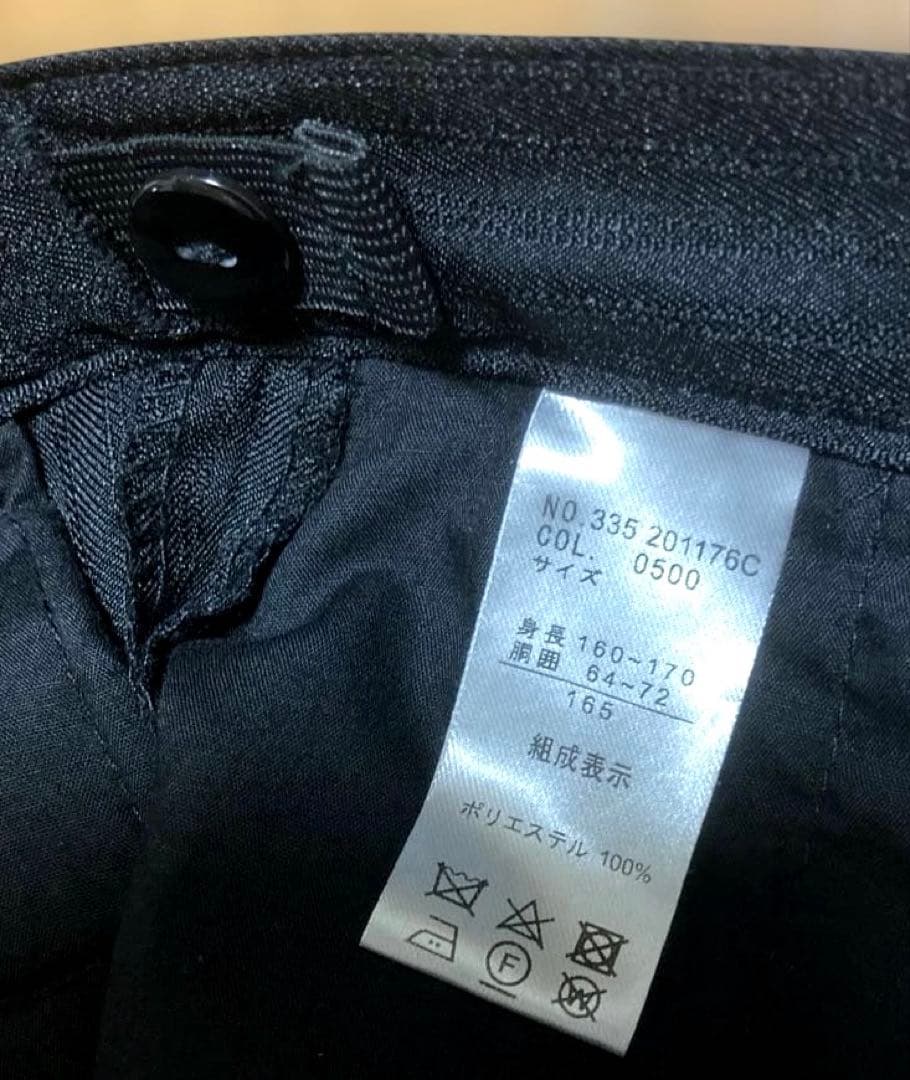 NO.335 201176C
COL. 0500
サイズ
身長 160~170
胴囲 64~72
165
組成表示
ポリエステル 100%
F
W